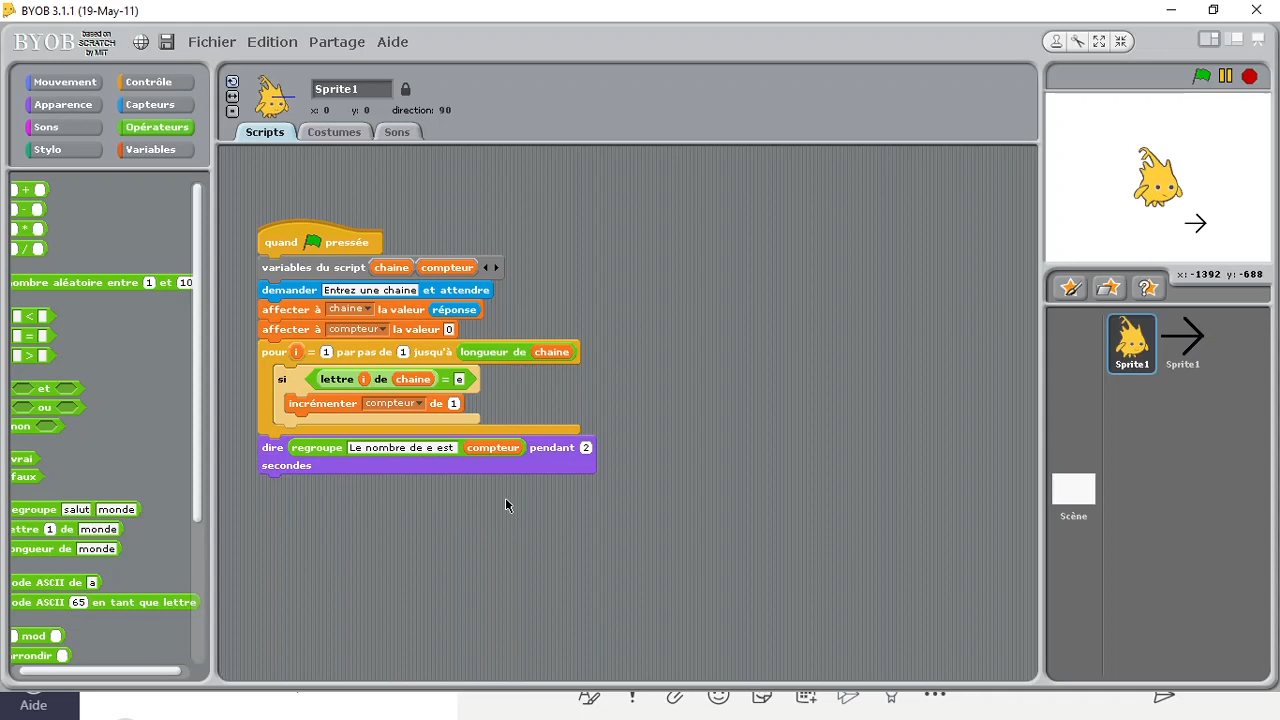 BYOB 3.1.1 (19-May-11)
BYOB based on SCRATCH by MIT Fichier Edition Partage Aide
Mouvement Contrôle
Apparence Capteurs
Sons Opérateurs
Stylo Variables
Sprite1
x: 0 y: 0 direction: 90
Scripts Costumes Sons
+
-
*
/
ombre aléatoire entre 1 et 10
<
=
>
et
ou
non
vrai
faux
egroupe salut monde
ettre 1 de monde
ongueur de monde
ode ASCII de a
ode ASCII 65 en tant que lettre
mod
rrondir
quand pressée
variables du script chaine compteur
demander Entrez une chaine et attendre
affecter à chaine la valeur réponse
affecter à compteur la valeur 0
pour i = 1 par pas de 1 jusqu'à longueur de chaine
si lettre i de chaine = e
incrémenter compteur de 1
dire regroupe Le nombre de e est compteur pendant 2
secondes
x: -1392 y: -688
Sprite1 Sprite1
Scène
Aide